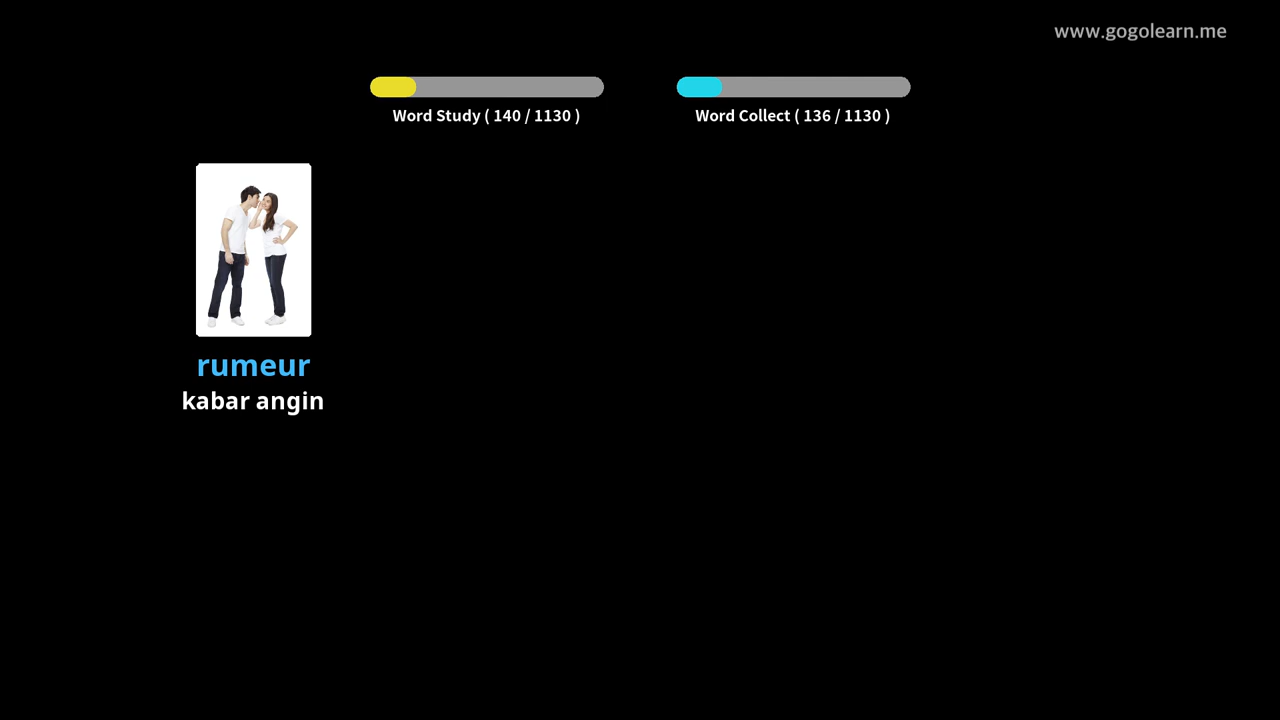 www.gogolearn.me
Word Study ( 140 / 1130 )
Word Collect ( 136 / 1130 )
rumeur
kabar angin